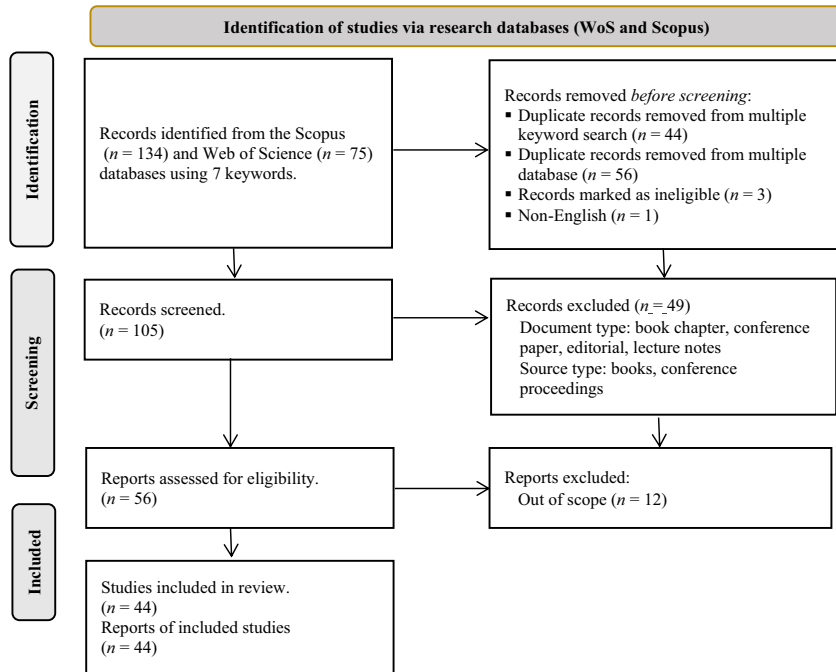 Identification of studies via research databases (WoS and Scopus)
Identification
Records identified from the Scopus
(n = 134) and Web of Science (n = 75)
databases using 7 keywords.
Records removed before screening:
▪ Duplicate records removed from multiple
keyword search (n = 44)
▪ Duplicate records removed from multiple
database (n = 56)
▪ Records marked as ineligible (n = 3)
▪ Non-English (n = 1)
Screening
Records screened.
(n = 105)
Records excluded (n = 49)
Document type: book chapter, conference
paper, editorial, lecture notes
Source type: books, conference
proceedings
Reports assessed for eligibility.
(n = 56)
Reports excluded:
Out of scope (n = 12)
Included
Studies included in review.
(n = 44)
Reports of included studies
(n = 44)